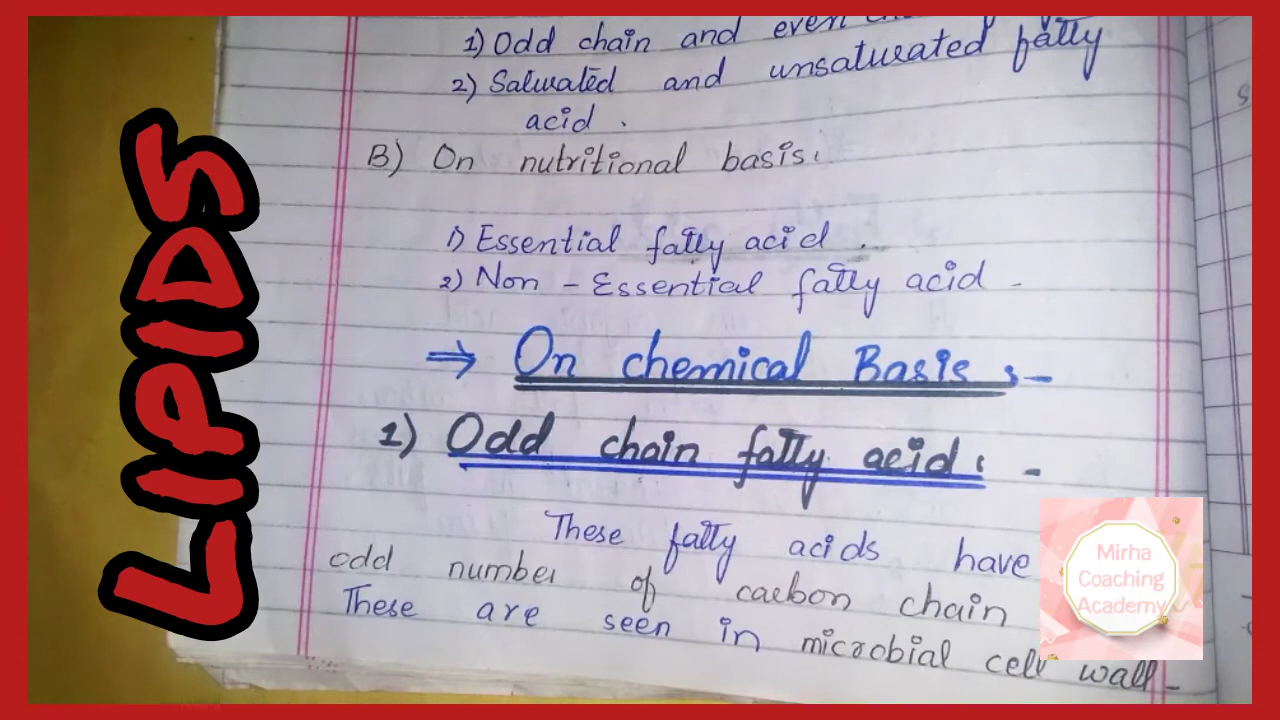 1) Odd chain and even
2) Saturated and unsaturated fatty
acid .
B) On nutritional basis:
1) Essential fatty acid .
2) Non - Essential fatty acid -
⇒ On chemical Basis :-
1) Odd chain fatty acid : -
These fatty acids have
odd number of carbon chain
These are seen in microbial cell wall -
LIPIDS
Mirha
Coaching
Academy